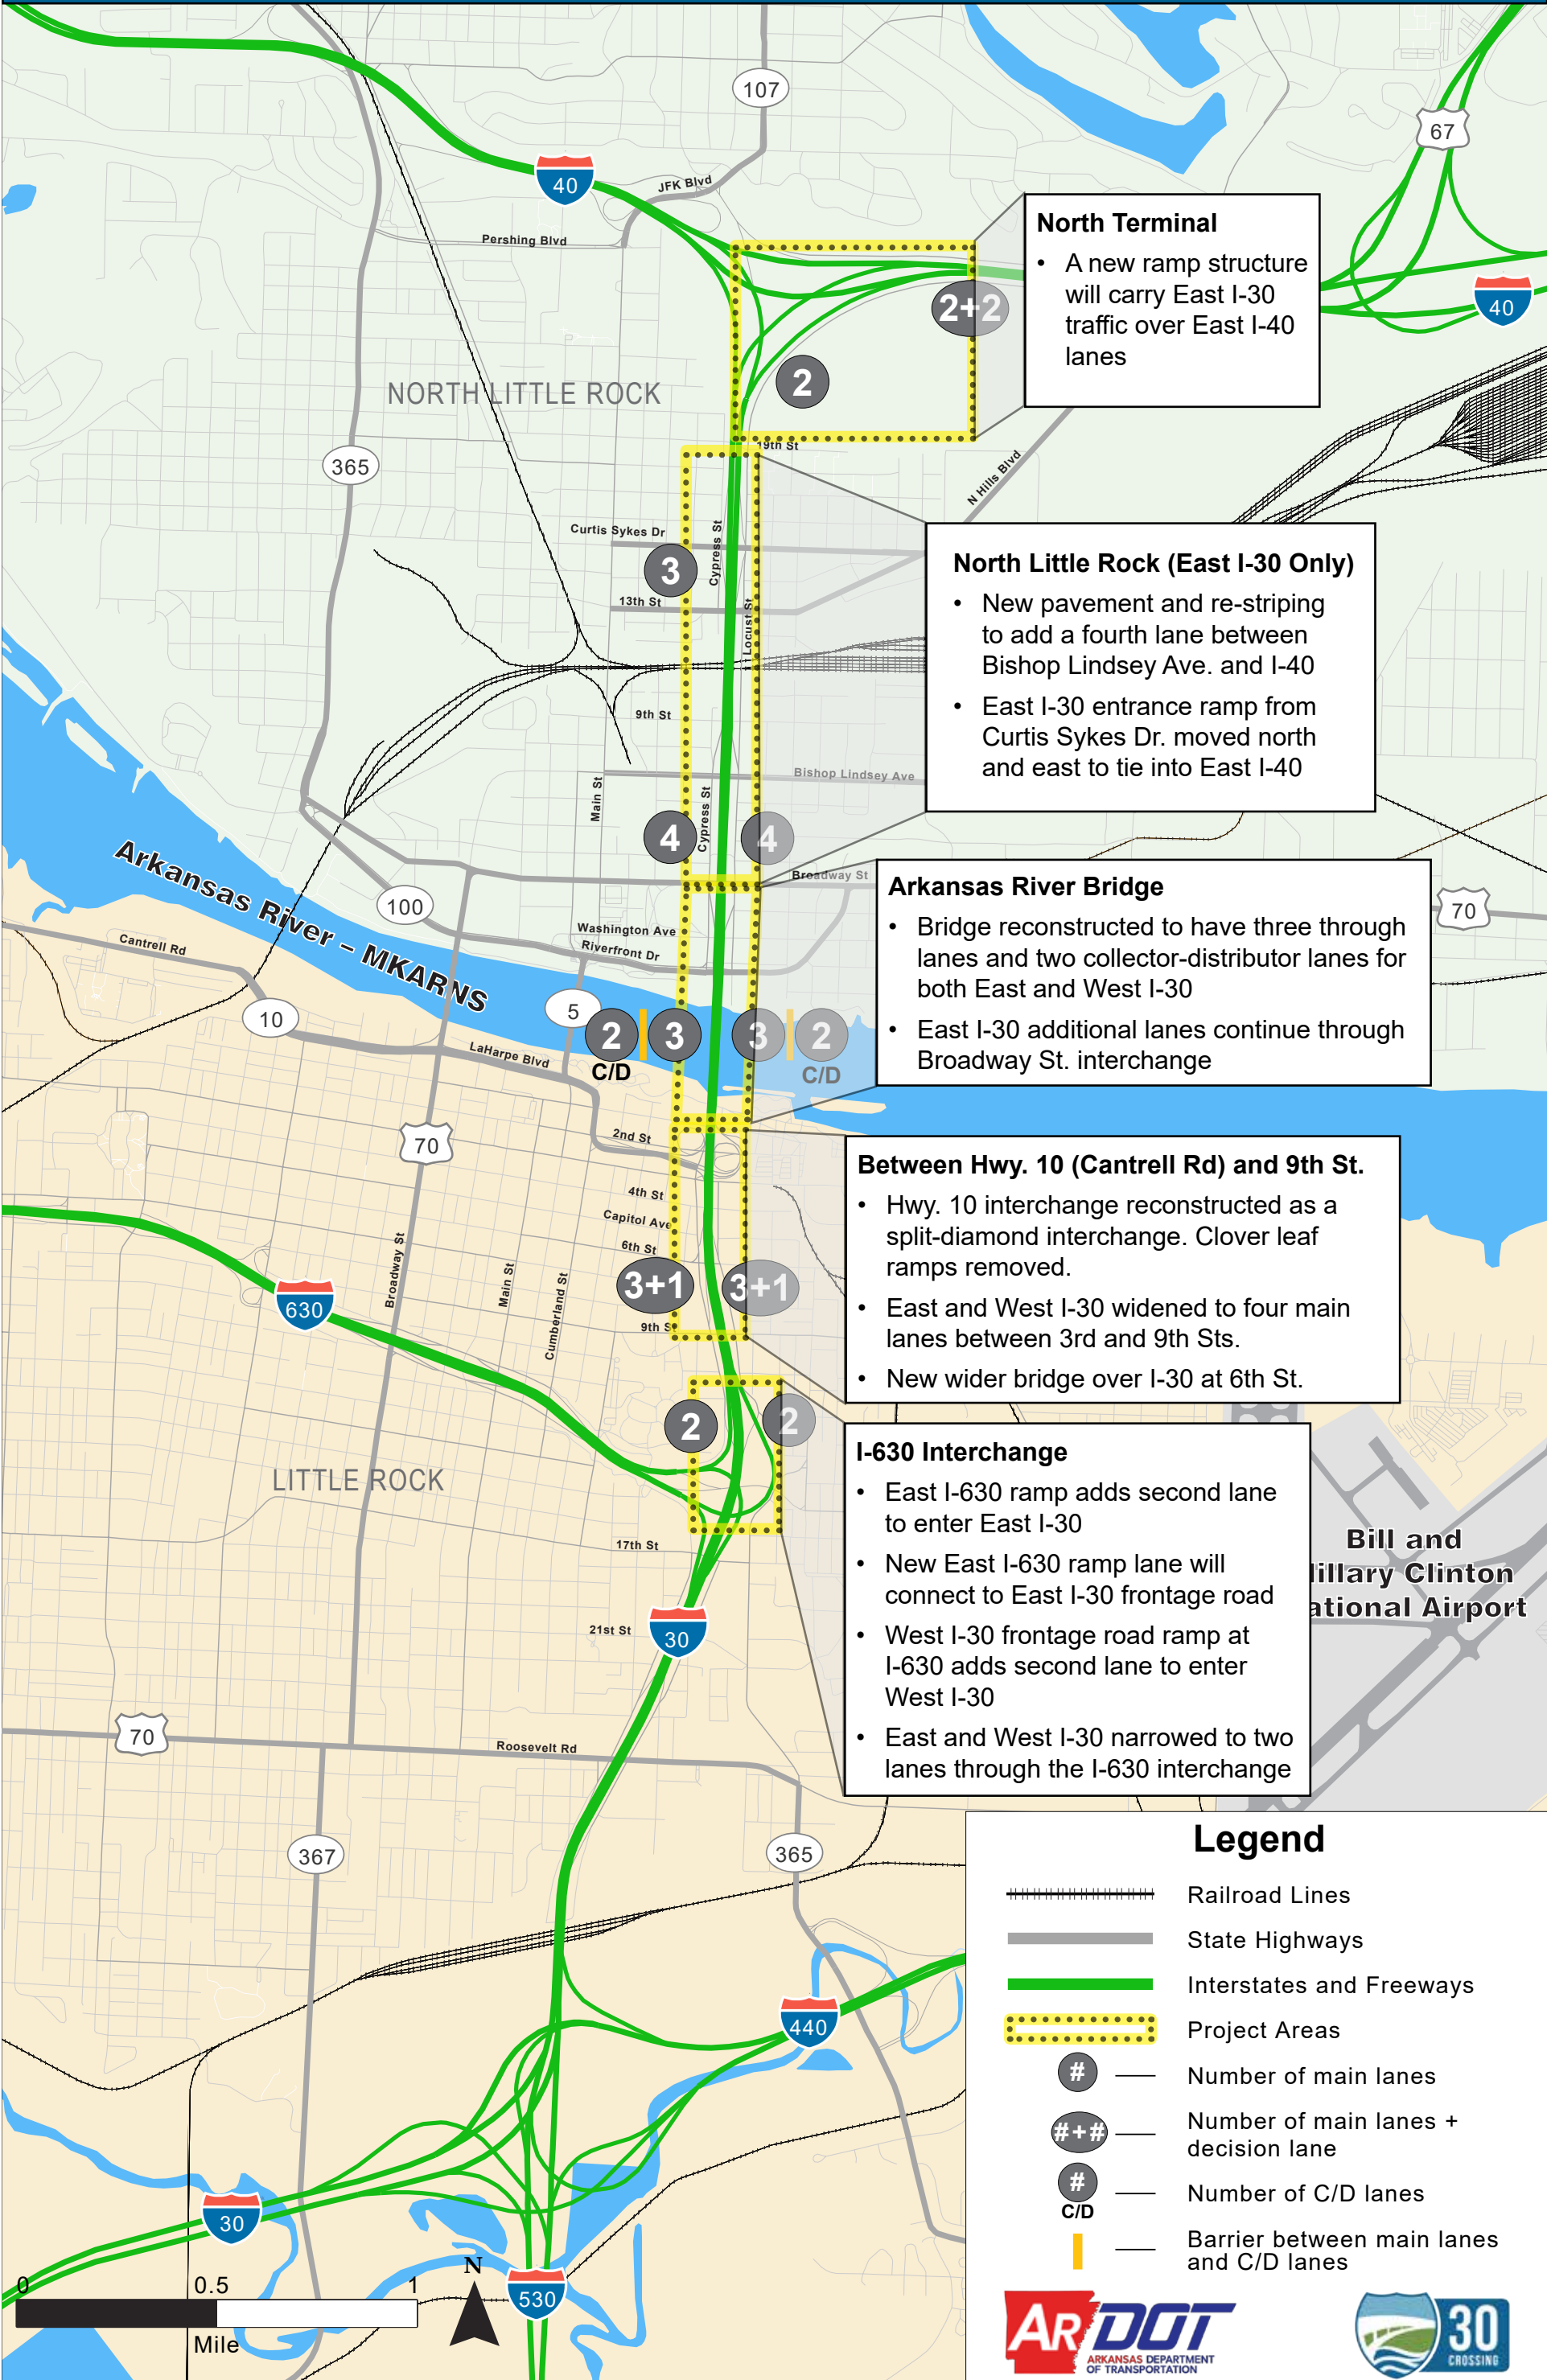 107
67
40
JFK Blvd
Pershing Blvd
North Terminal
• A new ramp structure
will carry East I-30
traffic over East I-40
lanes
40
2+2
2
NORTH LITTLE ROCK
19th St
365
N Hills Blvd
Curtis Sykes Dr
Cypress St
3
13th St
Locust St
North Little Rock (East I-30 Only)
• New pavement and re-striping
to add a fourth lane between
Bishop Lindsey Ave. and I-40
• East I-30 entrance ramp from
Curtis Sykes Dr. moved north
and east to tie into East I-40
9th St
Bishop Lindsey Ave
Main St
Cypress St
4
4
Broadway St
Arkansas River – MKARNS
100
70
Washington Ave
Riverfront Dr
Cantrell Rd
10
5
LaHarpe Blvd
2
C/D
3
3
2
C/D
Arkansas River Bridge
• Bridge reconstructed to have three through
lanes and two collector-distributor lanes for
both East and West I-30
• East I-30 additional lanes continue through
Broadway St. interchange
70
2nd St
4th St
Capitol Ave
6th St
3+1
3+1
9th St
Broadway St
Main St
Cumberland St
630
Between Hwy. 10 (Cantrell Rd) and 9th St.
• Hwy. 10 interchange reconstructed as a
split-diamond interchange. Clover leaf
ramps removed.
• East and West I-30 widened to four main
lanes between 3rd and 9th Sts.
• New wider bridge over I-30 at 6th St.
2
2
LITTLE ROCK
17th St
I-630 Interchange
• East I-630 ramp adds second lane
to enter East I-30
• New East I-630 ramp lane will
connect to East I-30 frontage road
• West I-30 frontage road ramp at
I-630 adds second lane to enter
West I-30
• East and West I-30 narrowed to two
lanes through the I-630 interchange
Bill and
illary Clinton
ational Airport
21st St
30
70
Roosevelt Rd
367
365
440
30
530
N
0 0.5 1
Mile
Legend
Railroad Lines
State Highways
Interstates and Freeways
Project Areas
# Number of main lanes
#+# Number of main lanes +
decision lane
# C/D Number of C/D lanes
Barrier between main lanes
and C/D lanes
ARDOT
ARKANSAS DEPARTMENT
OF TRANSPORTATION
30
CROSSING